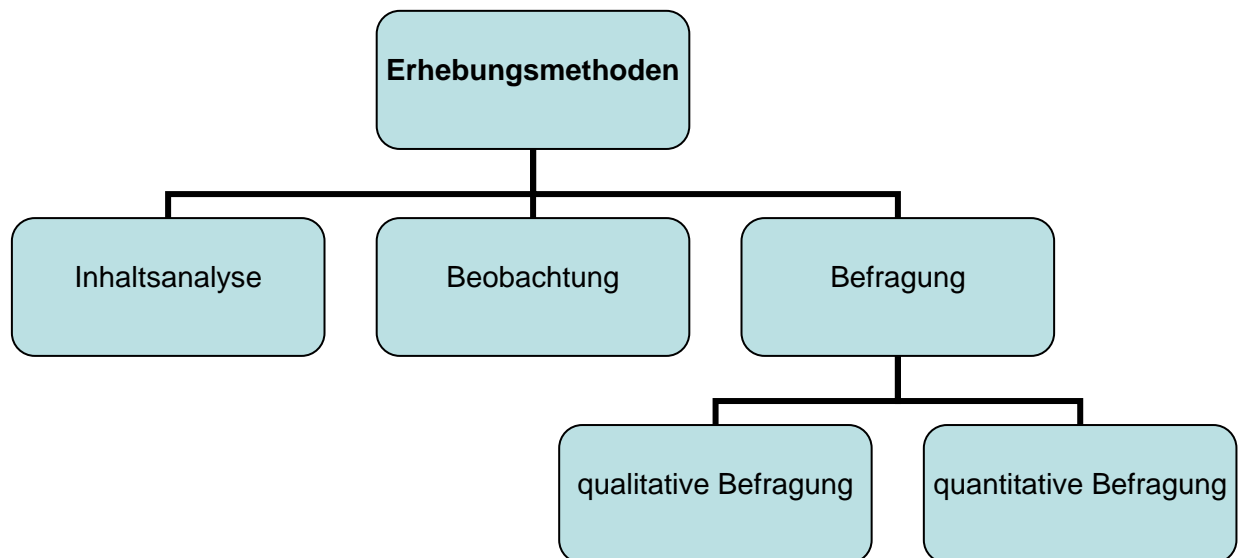 Erhebungsmethoden
Inhaltsanalyse
Beobachtung
Befragung
qualitative Befragung
quantitative Befragung